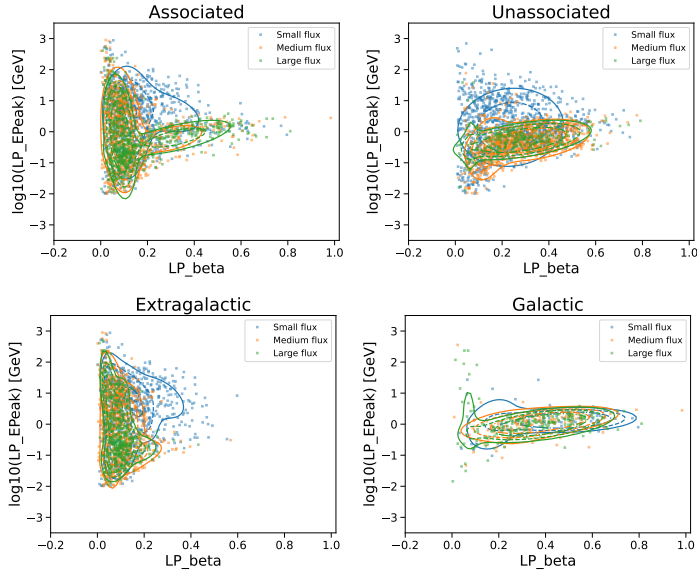 Associated
Unassociated
Small flux
Medium flux
Large flux
Small flux
Medium flux
Large flux
log10(LP_EPeak) [GeV]
3
2
1
0
−1
−2
−3
−0.2
0.0
0.2
0.4
0.6
0.8
1.0
LP_beta
log10(LP_EPeak) [GeV]
3
2
1
0
−1
−2
−3
−0.2
0.0
0.2
0.4
0.6
0.8
1.0
LP_beta
Extragalactic
Galactic
Small flux
Medium flux
Large flux
Small flux
Medium flux
Large flux
log10(LP_EPeak) [GeV]
3
2
1
0
−1
−2
−3
−0.2
0.0
0.2
0.4
0.6
0.8
1.0
LP_beta
log10(LP_EPeak) [GeV]
3
2
1
0
−1
−2
−3
−0.2
0.0
0.2
0.4
0.6
0.8
1.0
LP_beta